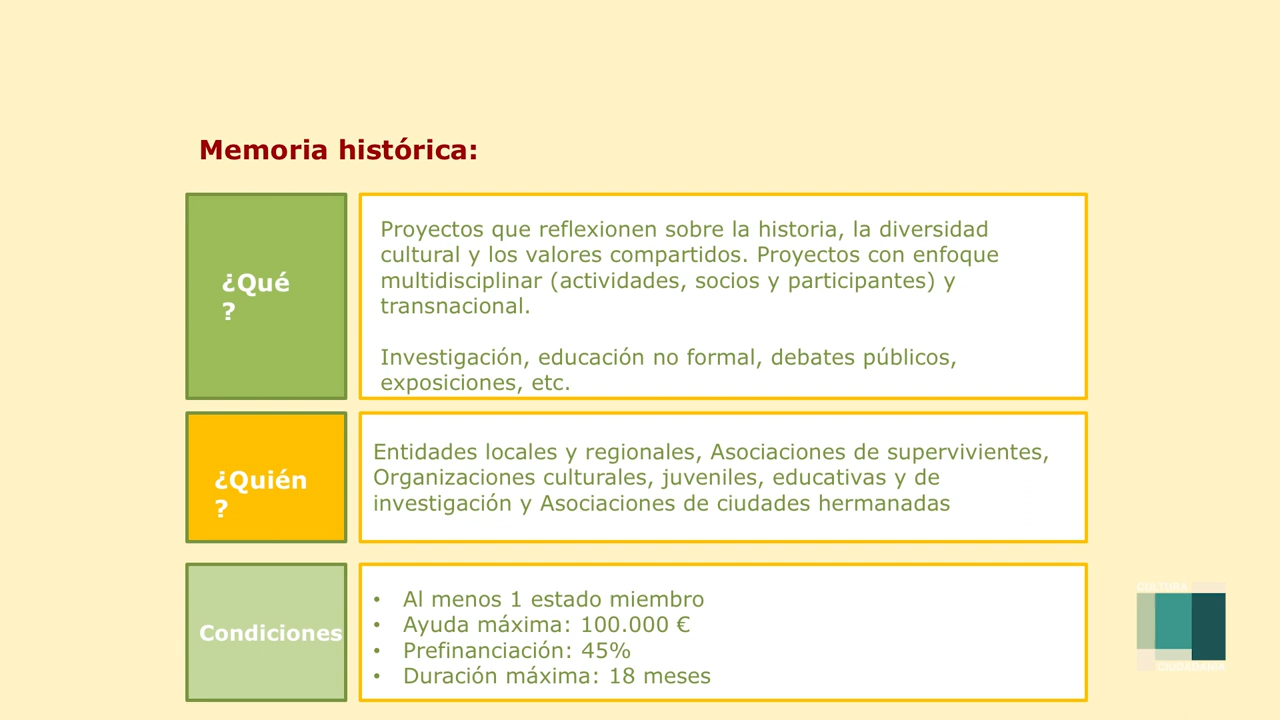 Memoria histórica:
¿Qué
?
Proyectos que reflexionen sobre la historia, la diversidad
cultural y los valores compartidos. Proyectos con enfoque
multidisciplinar (actividades, socios y participantes) y
transnacional.
Investigación, educación no formal, debates públicos,
exposiciones, etc.
¿Quién
?
Entidades locales y regionales, Asociaciones de supervivientes,
Organizaciones culturales, juveniles, educativas y de
investigación y Asociaciones de ciudades hermanadas
Condiciones
• Al menos 1 estado miembro
• Ayuda máxima: 100.000 €
• Prefinanciación: 45%
• Duración máxima: 18 meses
CULTURA
CIUDADANÍA